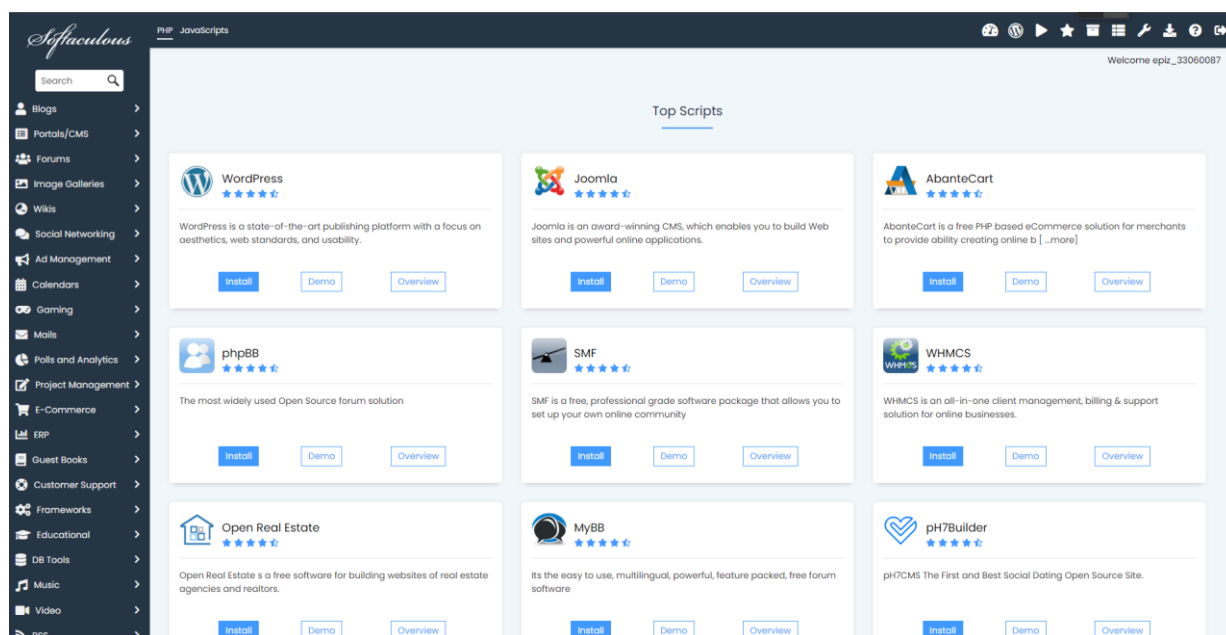 Softaculous
PHP JavaScripts
Welcome epiz_33060087
Search
Blogs
Portals/CMS
Forums
Image Galleries
Wikis
Social Networking
Ad Management
Calendars
Gaming
Mails
Polls and Analytics
Project Management
E-Commerce
ERP
Guest Books
Customer Support
Frameworks
Educational
DB Tools
Music
Video
RSS
Top Scripts
WordPress
WordPress is a state-of-the-art publishing platform with a focus on
aesthetics, web standards, and usability.
Install Demo Overview
Joomla
Joomla is an award-winning CMS, which enables you to build Web
sites and powerful online applications.
Install Demo Overview
AbanteCart
AbanteCart is a free PHP based eCommerce solution for merchants
to provide ability creating online b [ ...more]
Install Demo Overview
phpBB
The most widely used Open Source forum solution
Install Demo Overview
SMF
SMF is a free, professional grade software package that allows you to
set up your own online community
Install Demo Overview
WHMCS
WHMCS
WHMCS is an all-in-one client management, billing & support
solution for online businesses.
Install Demo Overview
Open Real Estate
Open Real Estate s a free software for building websites of real estate
agencies and realtors.
Install Demo Overview
MyBB
Its the easy to use, multilingual, powerful, feature packed, free forum
software
Install Demo Overview
pH7Builder
pH7CMS The First and Best Social Dating Open Source Site.
Install Demo Overview